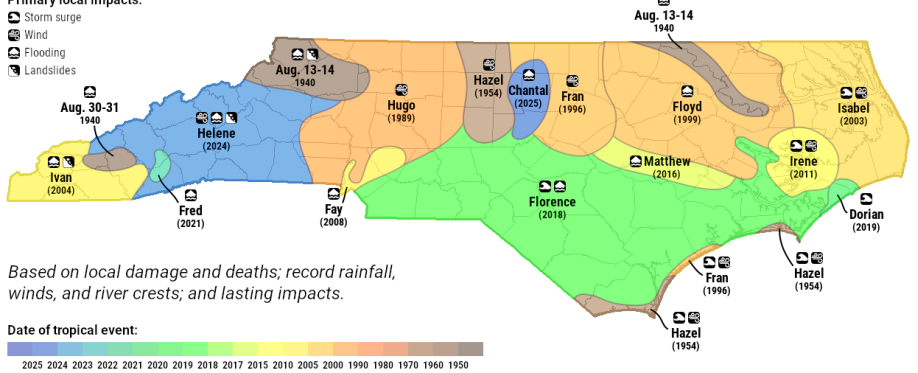 Primary local impacts:
Storm surge
Wind
Flooding
Landslides
Aug. 13-14
1940
Aug. 13-14
1940
Aug. 30-31
1940
Hugo
(1989)
Hazel
(1954)
Chantal
(2025)
Fran
(1996)
Floyd
(1999)
Isabel
(2003)
Helene
(2024)
Ivan
(2004)
Fred
(2021)
Fay
(2008)
Florence
(2018)
Matthew
(2016)
Irene
(2011)
Dorian
(2019)
Hazel
(1954)
Fran
(1996)
Hazel
(1954)
Based on local damage and deaths; record rainfall,
winds, and river crests; and lasting impacts.
Date of tropical event:
2025 2024 2023 2022 2021 2020 2019 2018 2017 2015 2010 2005 2000 1990 1980 1970 1960 1950